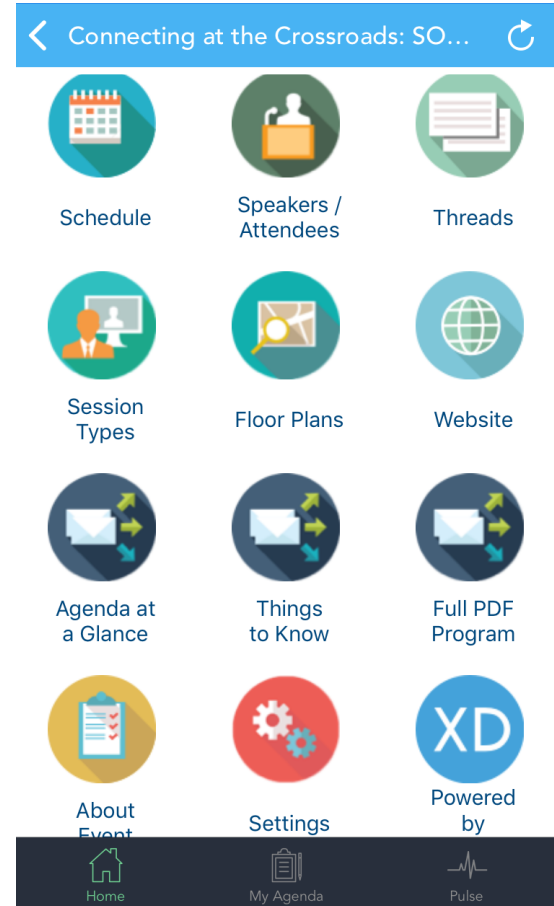 Connecting at the Crossroads: SO...
Schedule
Speakers /
Attendees
Threads
Session
Types
Floor Plans
Website
Agenda at
a Glance
Things
to Know
Full PDF
Program
About
Event
Settings
XD
Powered
by
Home
My Agenda
Pulse